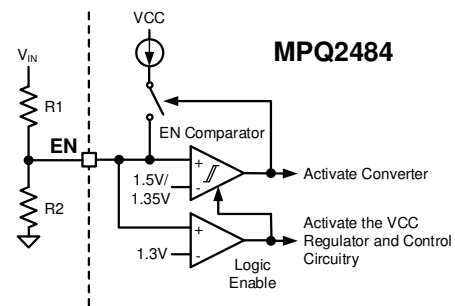 VCC
MPQ2484
VIN
R1
EN
EN Comparator
+
-
1.5V/
1.35V
Activate Converter
R2
+
-
1.3V
Logic
Enable
Activate the VCC
Regulator and Control
Circuitry